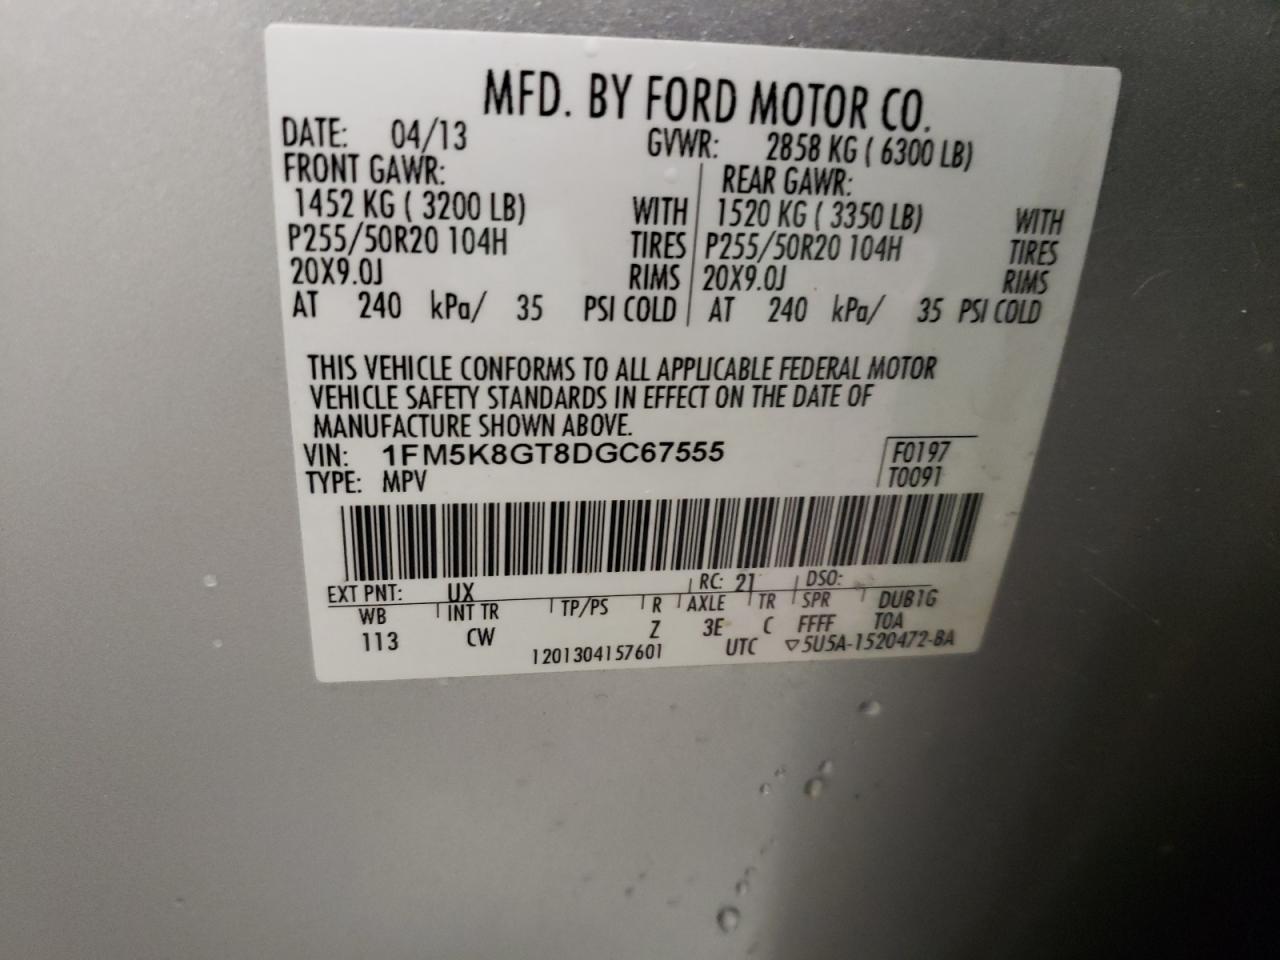 MFD. BY FORD MOTOR CO.
DATE: 04/13 GVWR: 2858 KG ( 6300 LB)
FRONT GAWR: REAR GAWR:
1452 KG ( 3200 LB) WITH 1520 KG ( 3350 LB) WITH
P255/50R20 104H TIRES P255/50R20 104H TIRES
20X9.0J RIMS 20X9.0J RIMS
AT 240 kPa/ 35 PSI COLD AT 240 kPa/ 35 PSI COLD
THIS VEHICLE CONFORMS TO ALL APPLICABLE FEDERAL MOTOR
VEHICLE SAFETY STANDARDS IN EFFECT ON THE DATE OF
MANUFACTURE SHOWN ABOVE.
VIN: 1FM5K8GT8DGC67555 F0197
TYPE: MPV T0091
EXT PNT: UX RC: 21 DSO:
WB INT TR TP/PS R AXLE TR SPR DUB1G
113 CW Z 3E C FFFF TOA
1201304157601 UTC ▽5U5A-1520472-BA